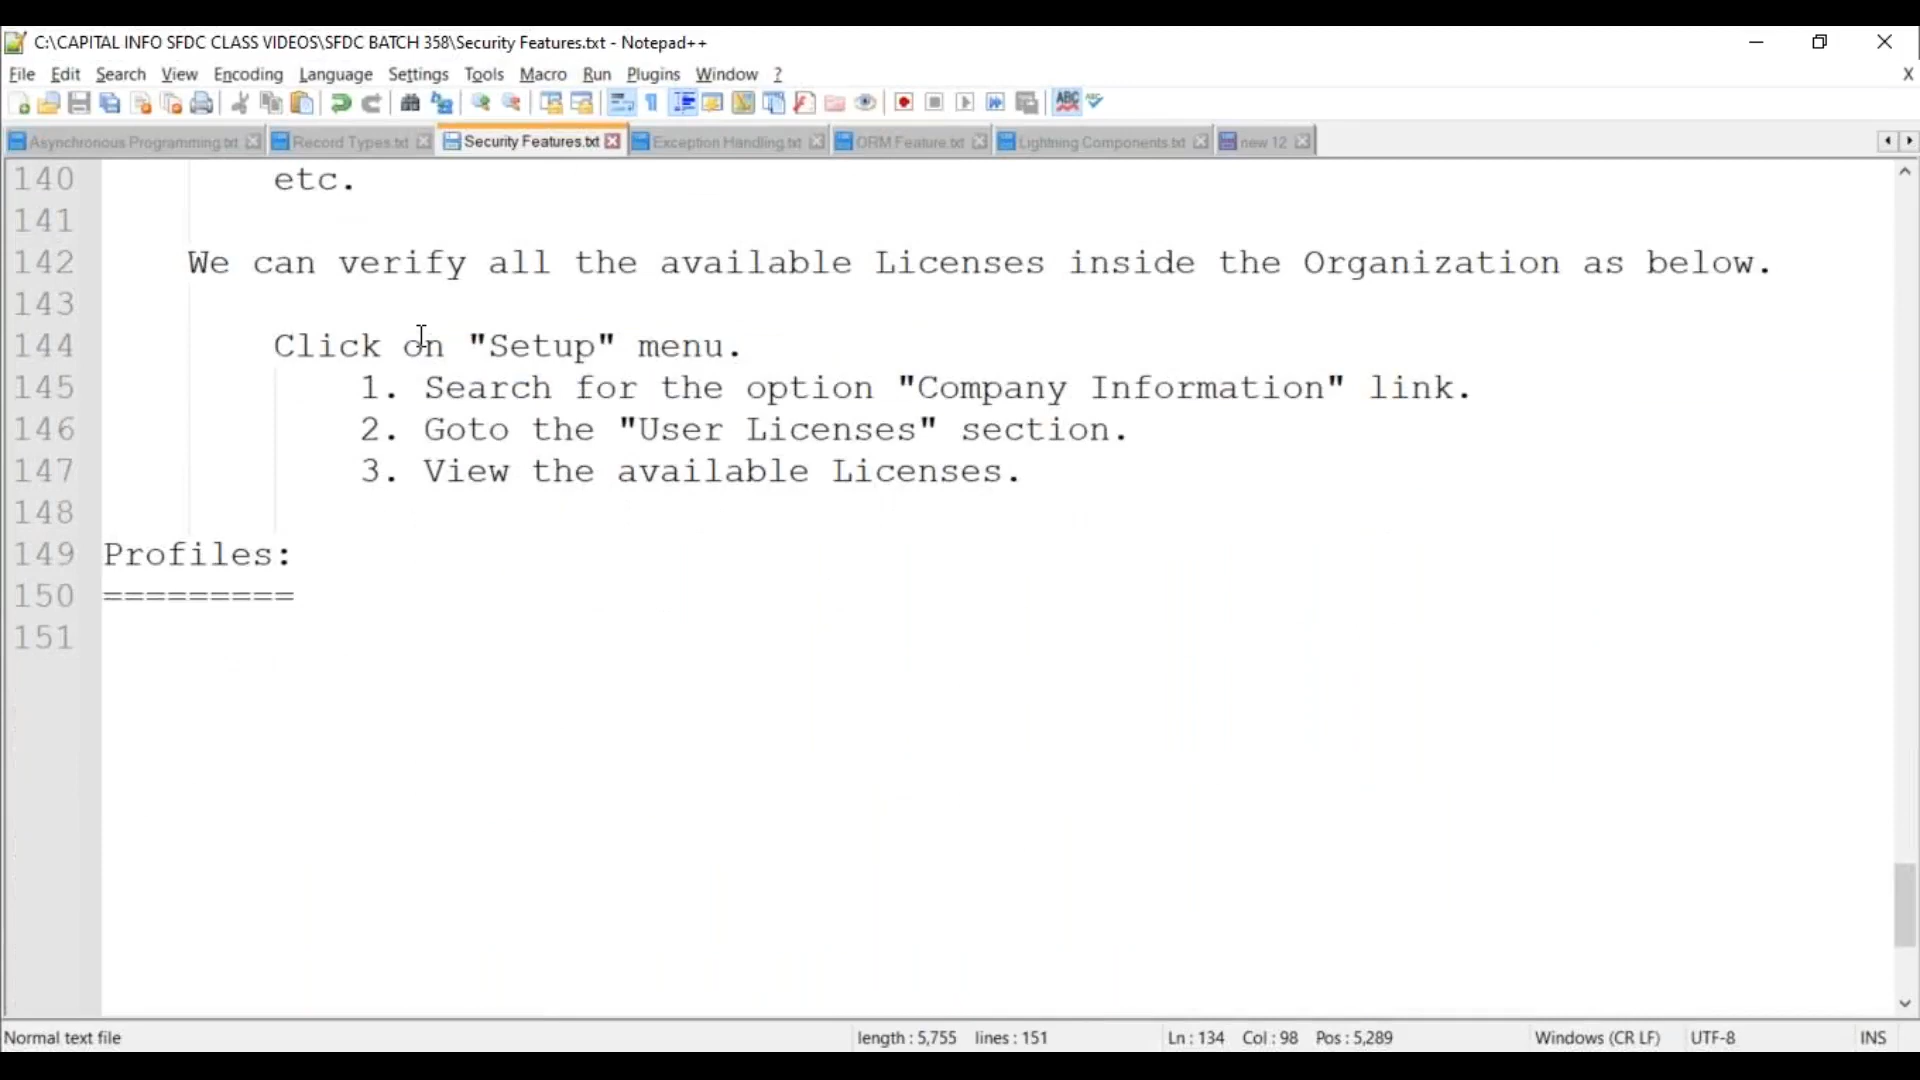 C:\CAPITAL INFO SFDC CLASS VIDEOS\SFDC BATCH 358\Security Features.txt - Notepad++
File Edit Search View Encoding Language Settings Tools Macro Run Plugins Window ? X
ABC ABC
Asynchronous Programming.txt Record Types.txt Security Features.txt Exception Handling.txt ORM Feature.txt Lightning Components.txt new 12
140 etc.
141
142 We can verify all the available Licenses inside the Organization as below.
143
144 Click on "Setup" menu.
145 1. Search for the option "Company Information" link.
146 2. Goto the "User Licenses" section.
147 3. View the available Licenses.
148
149 Profiles:
150 =========
151
Normal text file length : 5,755 lines : 151 Ln : 134 Col : 98 Pos : 5,289 Windows (CR LF) UTF-8 INS